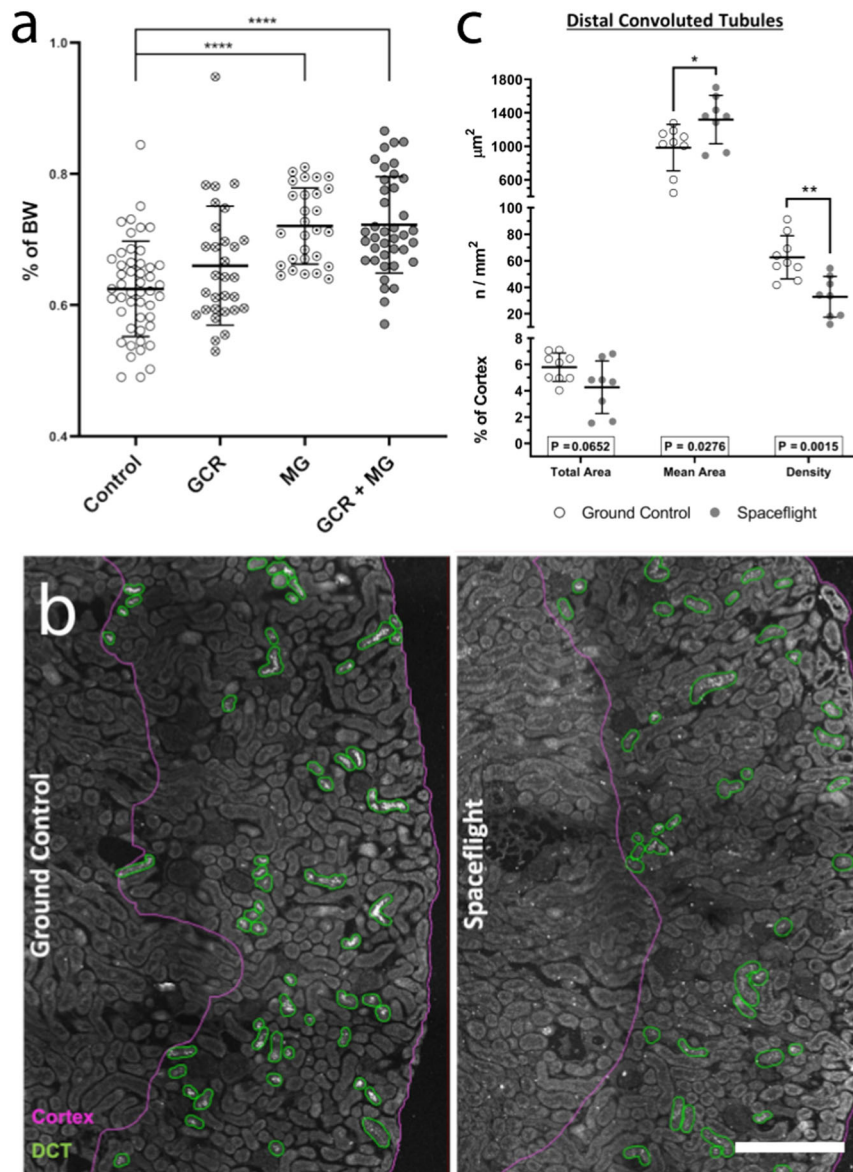 a
****
****
1.0
0.8
0.6
0.4
% of BW
Control
GCR
MG
GCR + MG
c
Distal Convoluted Tubules
*
**
1800
1400
1000
600
μm²
100
80
60
40
20
n / mm²
8
6
4
2
0
% of Cortex
P = 0.0652
P = 0.0276
P = 0.0015
Total Area
Mean Area
Density
Ground Control
Spaceflight
b
Ground Control
Cortex
DCT
Spaceflight